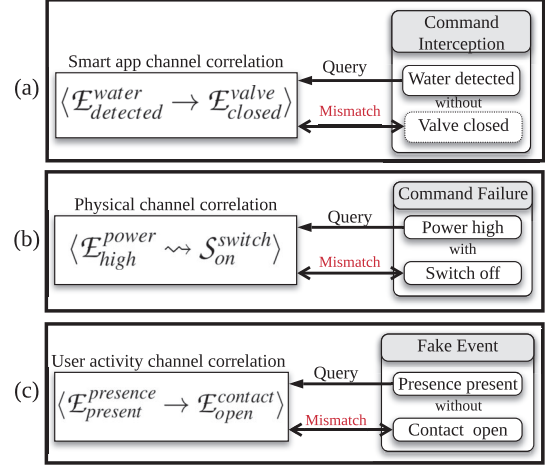 (a)
Smart app channel correlation
⟨ℰ^{water}_{detected} → ℰ^{valve}_{closed}⟩
Query
Mismatch
Command
Interception
Water detected
without
Valve closed
(b)
Physical channel correlation
⟨ℰ^{power}_{high} ⇝ 𝒮^{switch}_{on}⟩
Query
Mismatch
Command Failure
Power high
with
Switch off
(c)
User activity channel correlation
⟨ℰ^{presence}_{present} → ℰ^{contact}_{open}⟩
Query
Mismatch
Fake Event
Presence present
without
Contact open